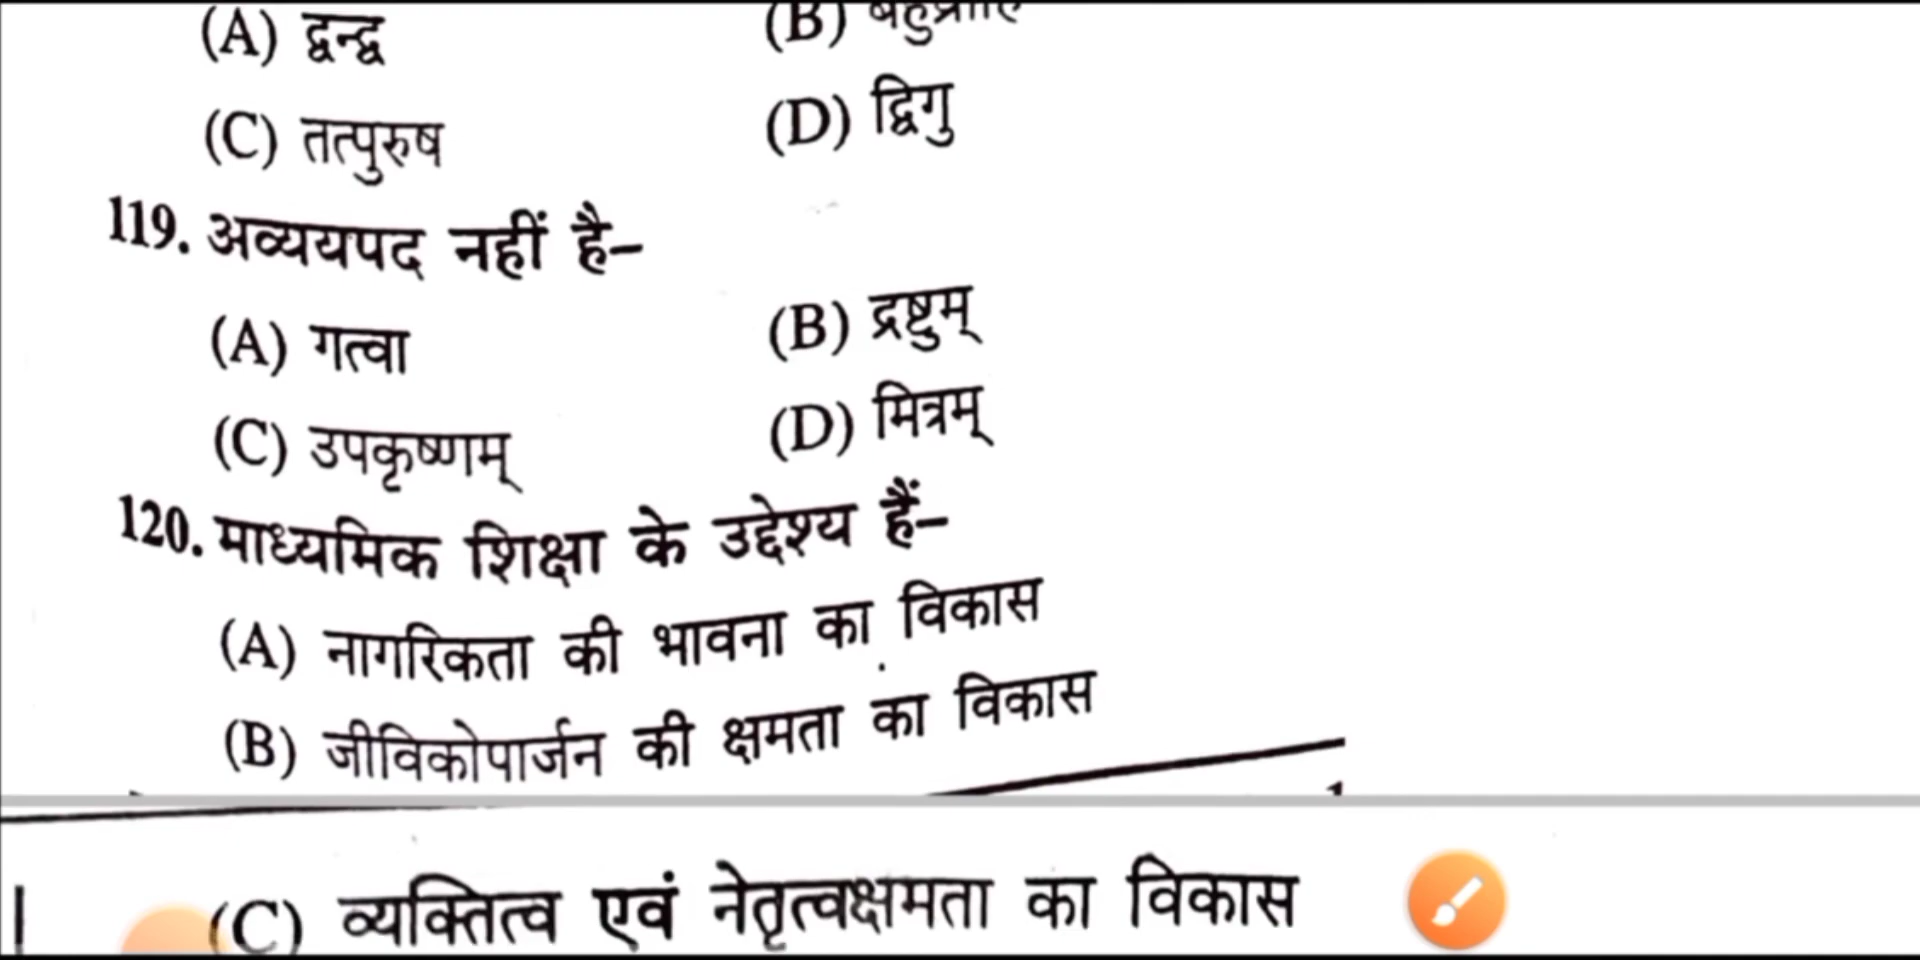 (A) द्वन्द्व (B)
(C) तत्पुरुष (D) द्विगु
119. अव्ययपद नहीं है–
(A) गत्वा (B) द्रष्टुम्
(C) उपकृष्णम् (D) मित्रम्
120. माध्यमिक शिक्षा के उद्देश्य हैं–
(A) नागरिकता की भावना का विकास
(B) जीविकोपार्जन की क्षमता का विकास
(C) व्यक्तित्व एवं नेतृत्वक्षमता का विकास